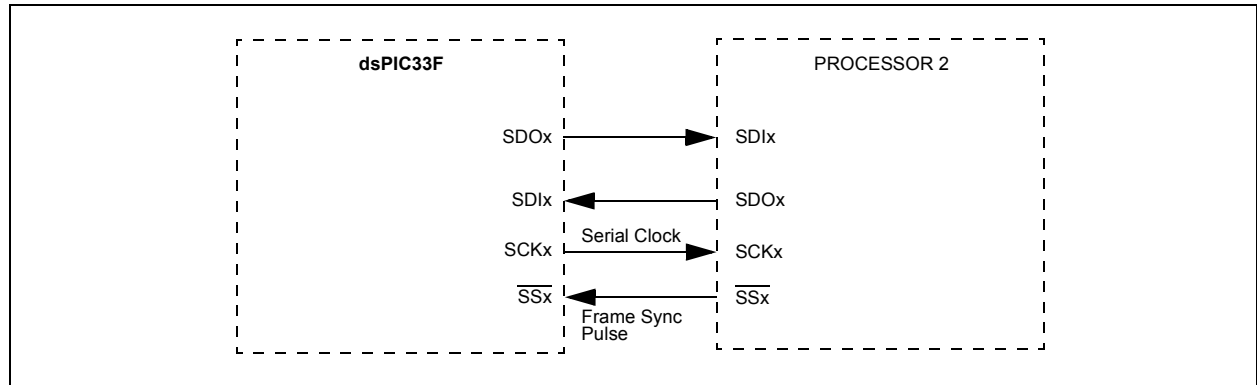 dsPIC33F
PROCESSOR 2
SDOx
SDIx
SDIx
SDOx
SCKx
Serial Clock
SCKx
SSx
Frame Sync
Pulse
SSx